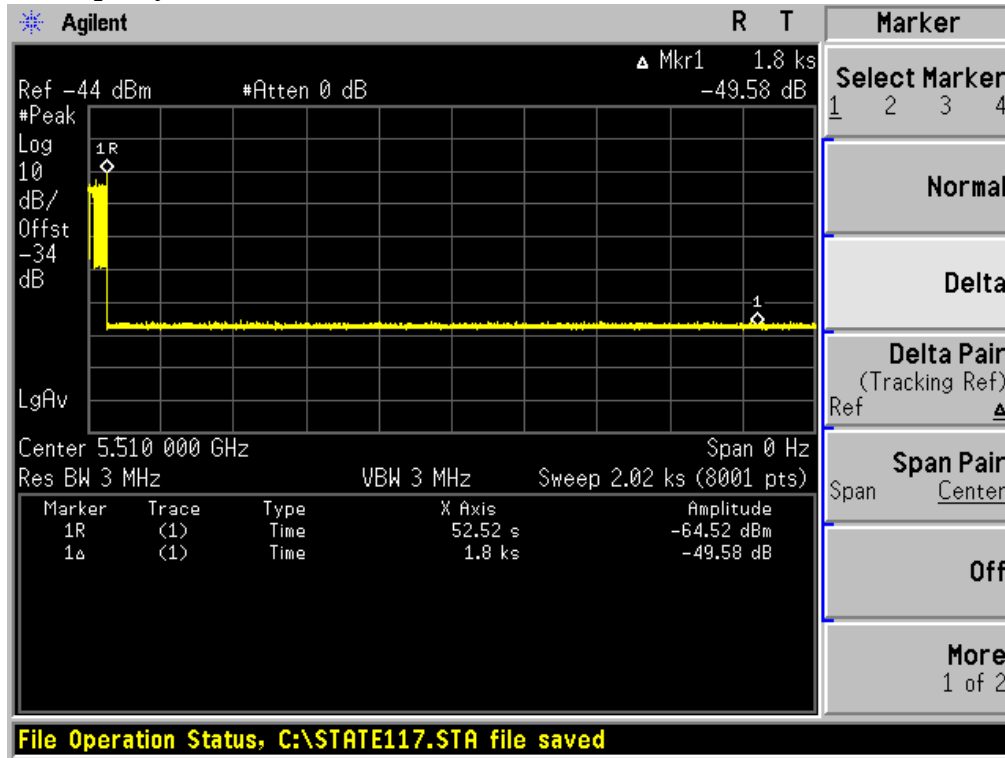 Agilent R T Marker
Δ Mkr1 1.8 ks
Ref -44 dBm #Atten 0 dB -49.58 dB
#Peak
Log
10
dB/
Offst
-34
dB
1R
1
LgAv
Center 5.510 000 GHz Span 0 Hz
Res BW 3 MHz VBW 3 MHz Sweep 2.02 ks (8001 pts)
Marker Trace Type X Axis Amplitude
1R (1) Time 52.52 s -64.52 dBm
1Δ (1) Time 1.8 ks -49.58 dB
Select Marker
1 2 3 4
Normal
Delta
Delta Pair
(Tracking Ref)
Ref Δ
Span Pair
Span Center
Off
More
1 of 2
File Operation Status, C:\STATE117.STA file saved